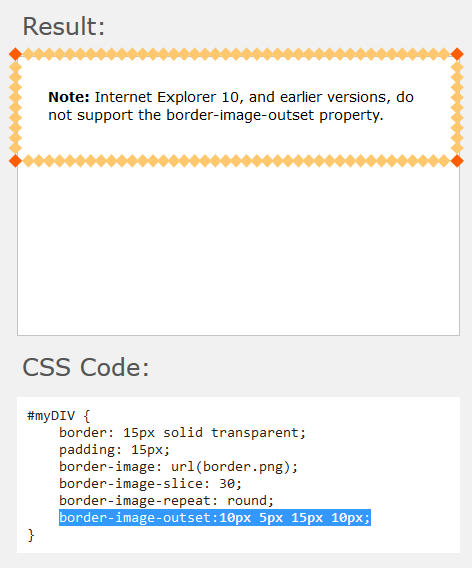 Result:
Note: Internet Explorer 10, and earlier versions, do
not support the border-image-outset property.
CSS Code:
#myDIV {
    border: 15px solid transparent;
    padding: 15px;
    border-image: url(border.png);
    border-image-slice: 30;
    border-image-repeat: round;
    border-image-outset:10px 5px 15px 10px;
}